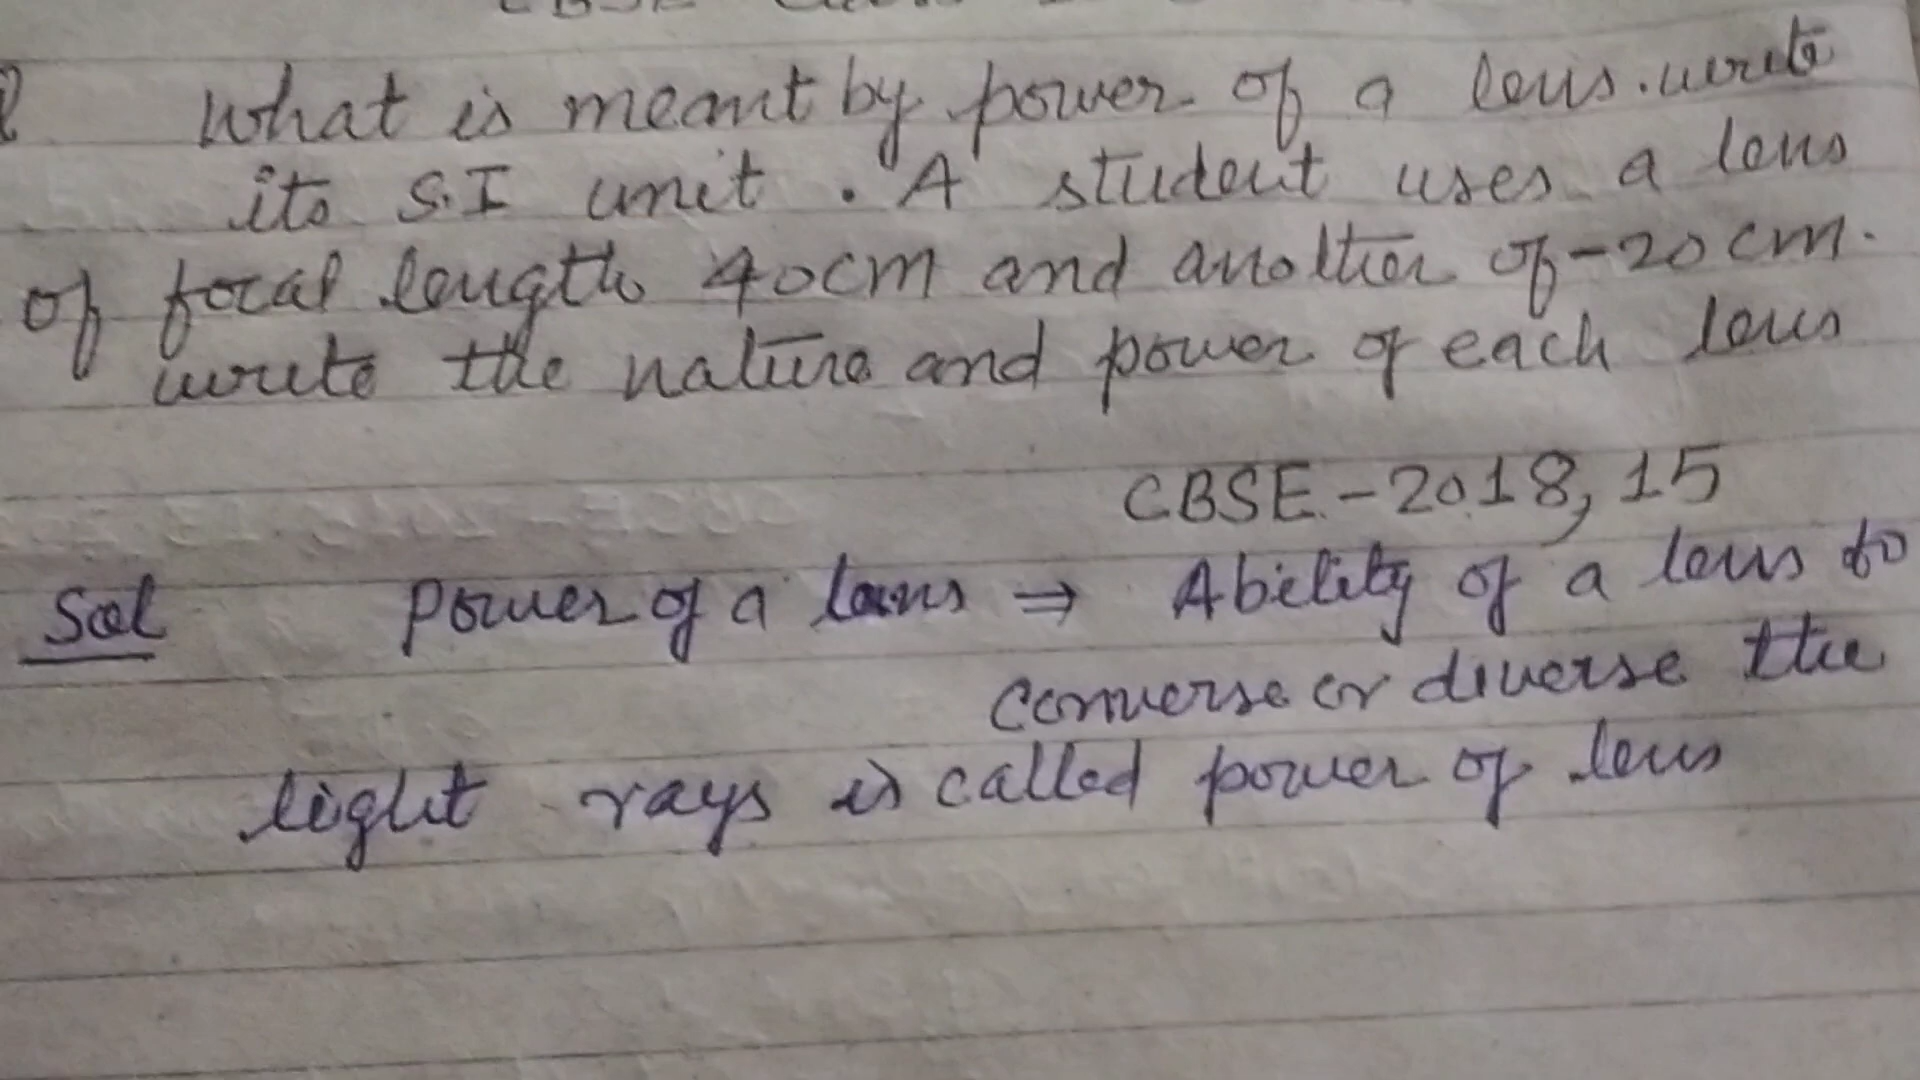 What is meant by power of a lens. write
its S.I unit. A student uses a lens
of focal length 40cm and another of -20cm.
write the nature and power of each lens
CBSE-2018, 15
Sol Power of a lens ⇒ Ability of a lens to
converse or diverse the
light rays is called power of lens